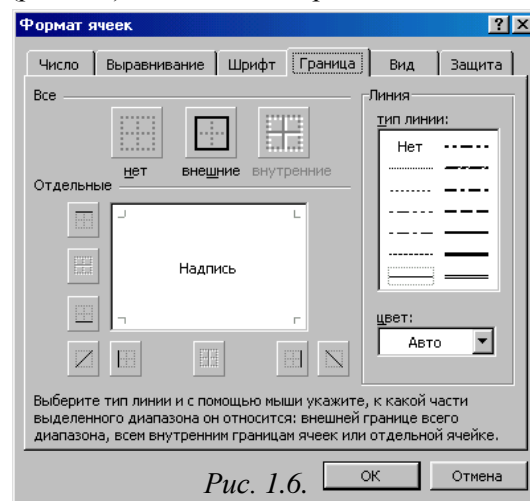 Формат ячеек
Число Выравнивание Шрифт Граница Вид Защита
Все
Линия
тип линии:
Нет
нет внешние внутренние
Отдельные
Надпись
цвет:
Авто
Выберите тип линии и с помощью мыши укажите, к какой части
выделенного диапазона он относится: внешней границе всего
диапазона, всем внутренним границам ячеек или отдельной ячейке.
Рис. 1.6.
ОК Отмена